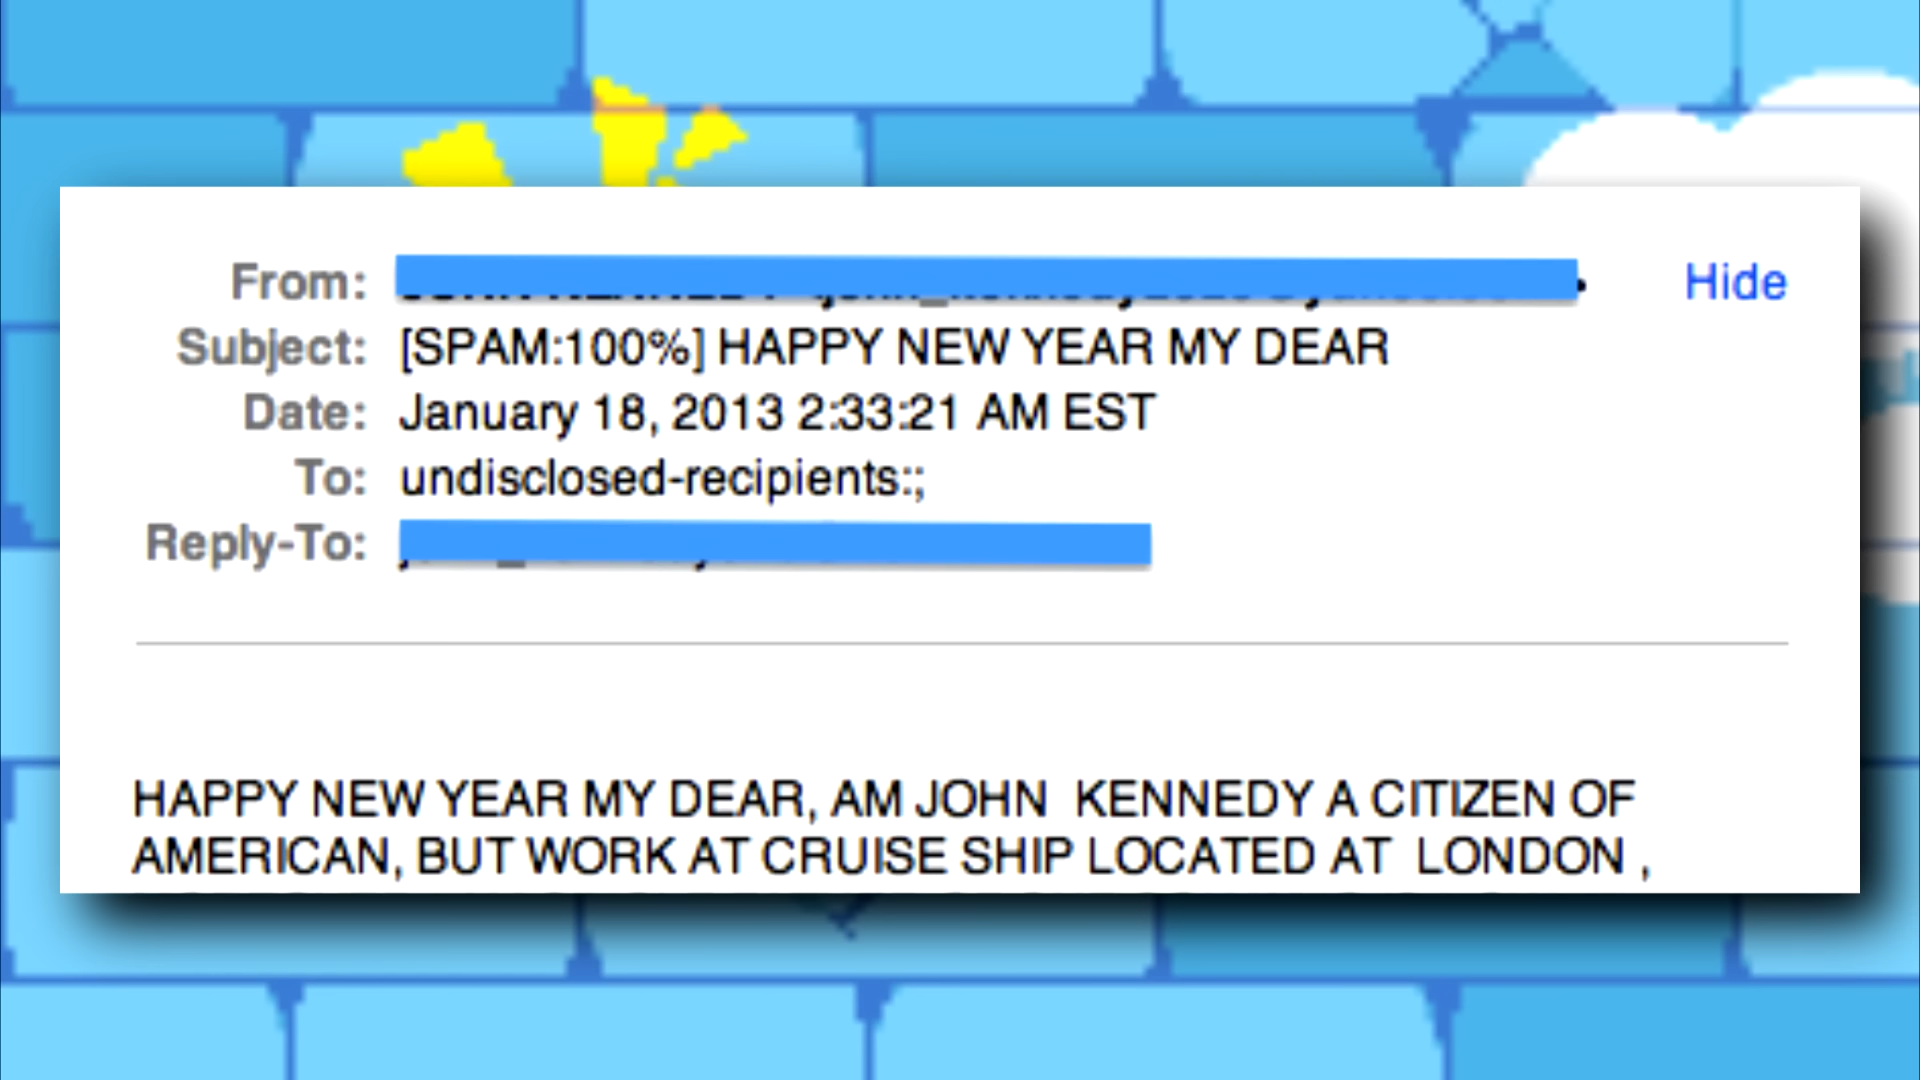 From:
Hide
Subject: [SPAM:100%] HAPPY NEW YEAR MY DEAR
Date: January 18, 2013 2:33:21 AM EST
To: undisclosed-recipients:;
Reply-To:
HAPPY NEW YEAR MY DEAR, AM JOHN  KENNEDY A CITIZEN OF
AMERICAN, BUT WORK AT CRUISE SHIP LOCATED AT  LONDON ,